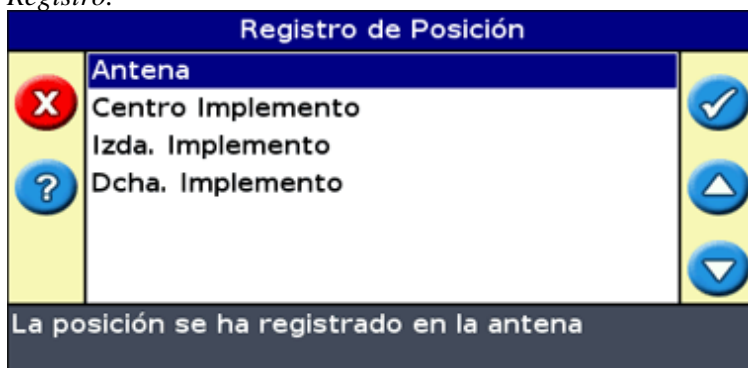 Registro.
Registro de Posición
Antena
Centro Implemento
Izda. Implemento
Dcha. Implemento
La posición se ha registrado en la antena